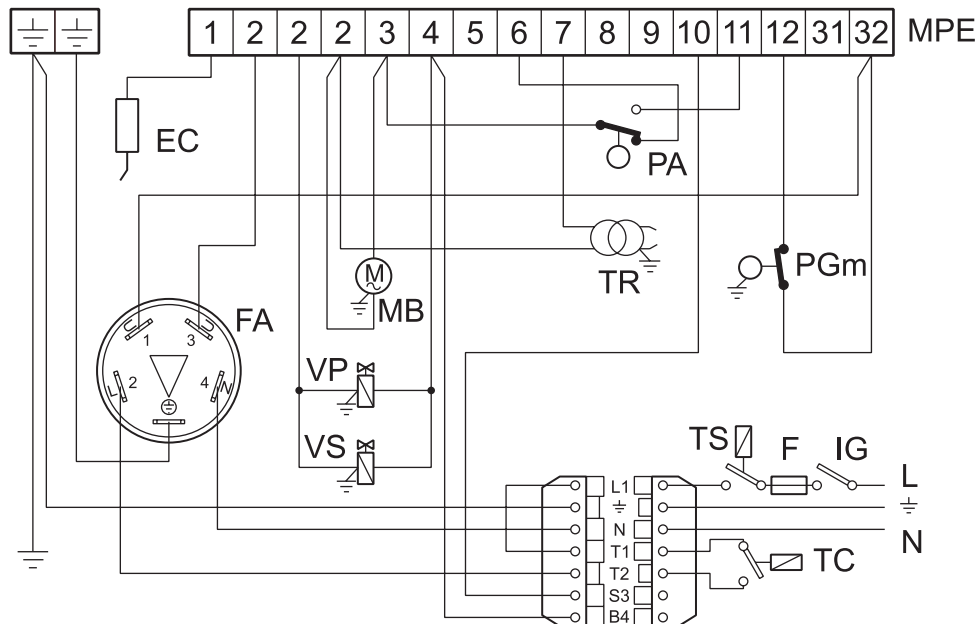 1 2 2 2 3 4 5 6 7 8 9 10 11 12 31 32 MPE
EC
PA
TR
PGm
M
MB
FA
1 3
L 2 4 N
VP
VS
TS F IG
L
N
TC
L1
N
T1
T2
S3
B4